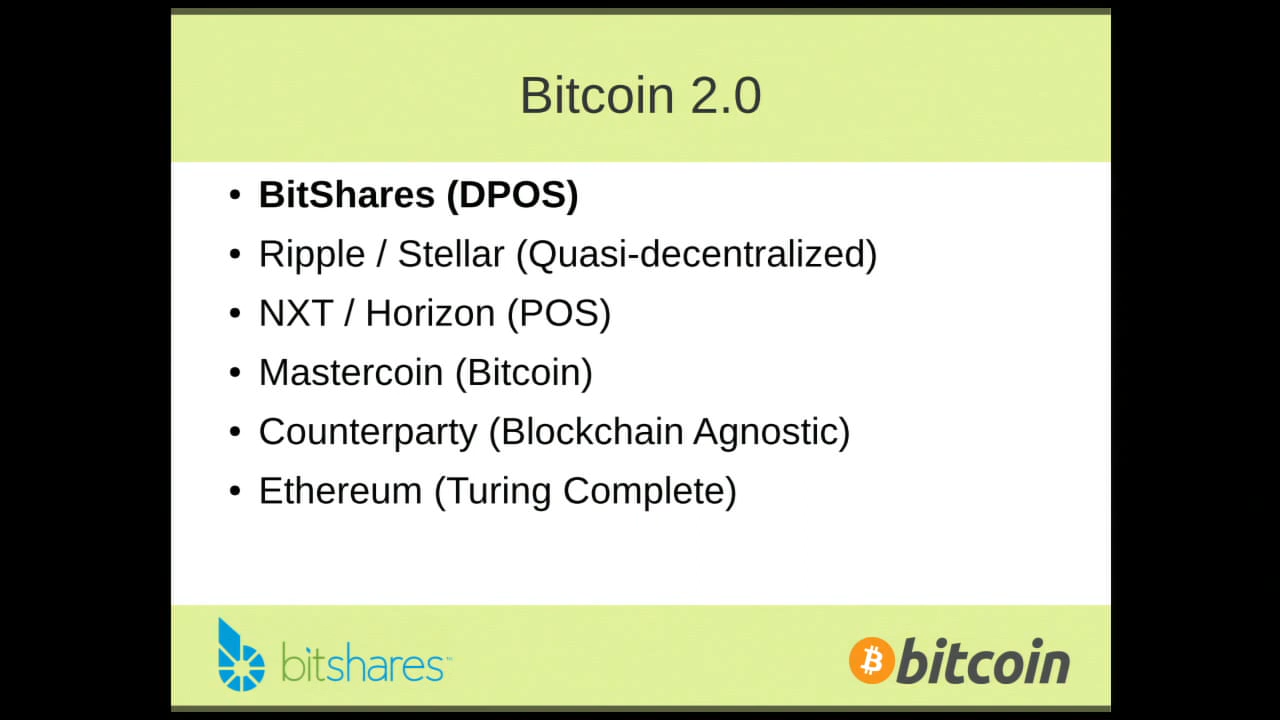 Bitcoin 2.0
• BitShares (DPOS)
• Ripple / Stellar (Quasi-decentralized)
• NXT / Horizon (POS)
• Mastercoin (Bitcoin)
• Counterparty (Blockchain Agnostic)
• Ethereum (Turing Complete)
bitshares™
bitcoin